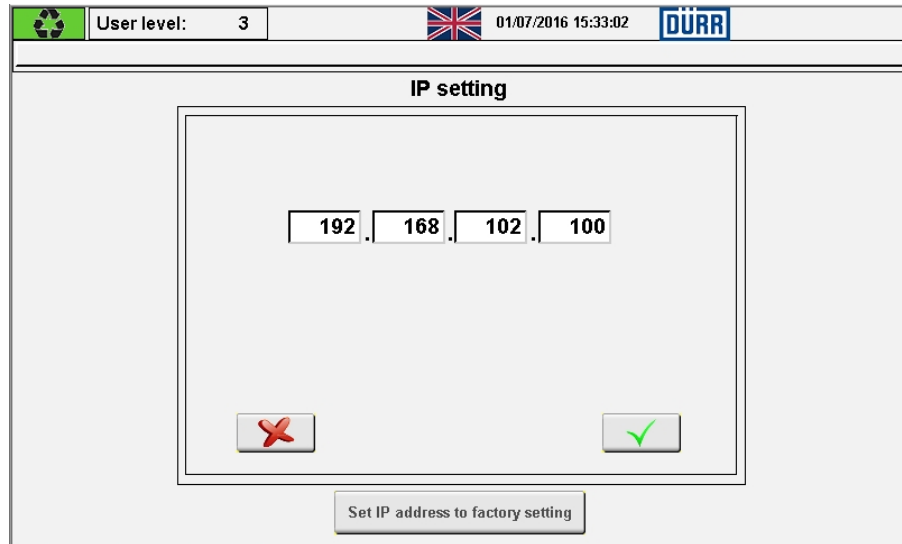 User level: 3 01/07/2016 15:33:02 DÜRR
IP setting
192 . 168 . 102 . 100
Set IP address to factory setting